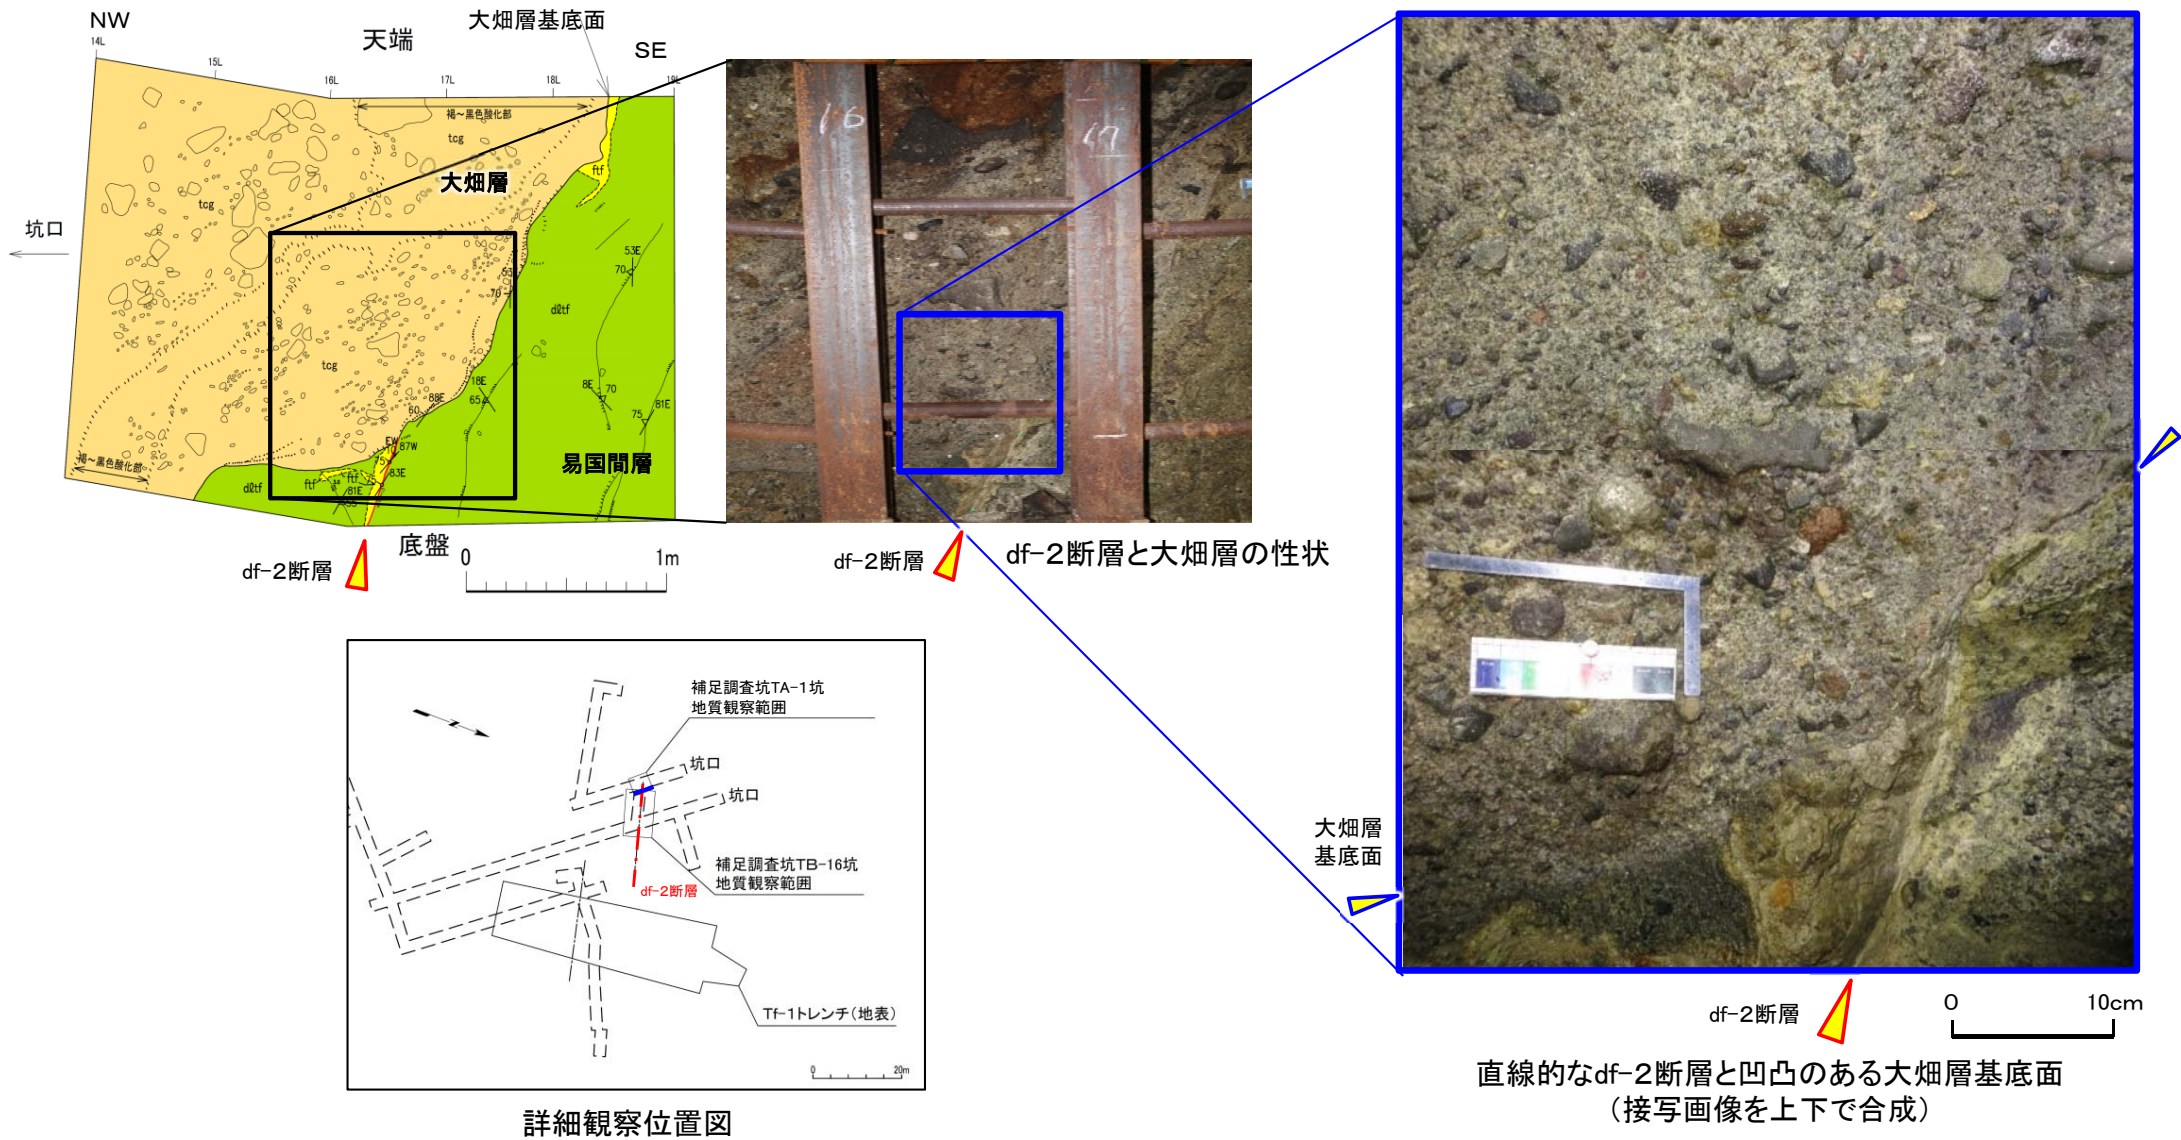 NW
天端
大畑層基底面
SE
14L
15L
16L
17L
18L
19L
褐～黒色酸化部
tcg
ftf
大畑層
tcg
坑口
53E
70
53
70
dℓtf
tcg
18E
65
8E
70
77
81E
75
88E
60
EW
10
87W
75
83E
褐～黒色酸化部
dℓtf
ftf
ftf
75
81E
55
易国間層
底盤
df-2断層
0
1m
16
17
df-2断層
df-2断層と大畑層の性状
補足調査坑TA-1坑
地質観察範囲
坑口
坑口
補足調査坑TB-16坑
地質観察範囲
df-2断層
Tf-1トレンチ(地表)
0
20m
詳細観察位置図
大畑層
基底面
df-2断層
0
10cm
直線的なdf-2断層と凹凸のある大畑層基底面
(接写画像を上下で合成)